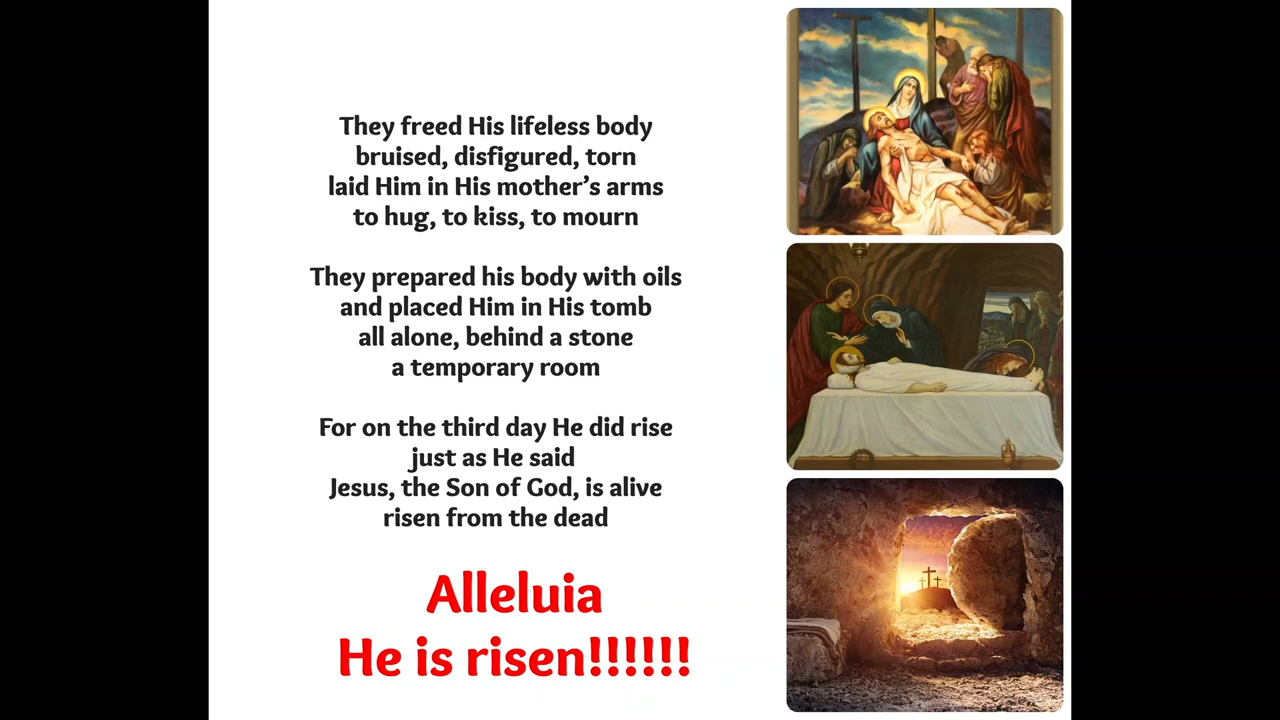 They freed His lifeless body
bruised, disfigured, torn
laid Him in His mother’s arms
to hug, to kiss, to mourn
They prepared his body with oils
and placed Him in His tomb
all alone, behind a stone
a temporary room
For on the third day He did rise
just as He said
Jesus, the Son of God, is alive
risen from the dead
Alleluia
He is risen!!!!!!